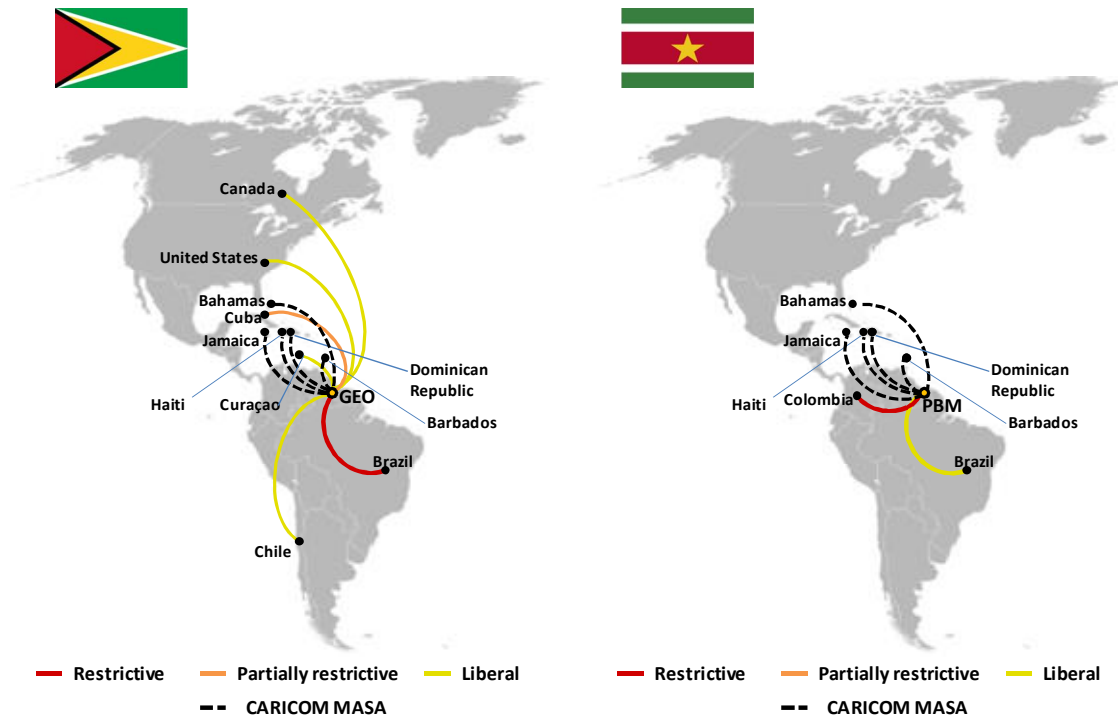 Canada
United States
Bahamas
Cuba
Jamaica
Dominican
Republic
Haiti
Curaçao
GEO
Barbados
Brazil
Chile
Restrictive
Partially restrictive
Liberal
CARICOM MASA
Bahamas
Jamaica
Dominican
Republic
Haiti
Colombia
PBM
Barbados
Brazil
Restrictive
Partially restrictive
Liberal
CARICOM MASA